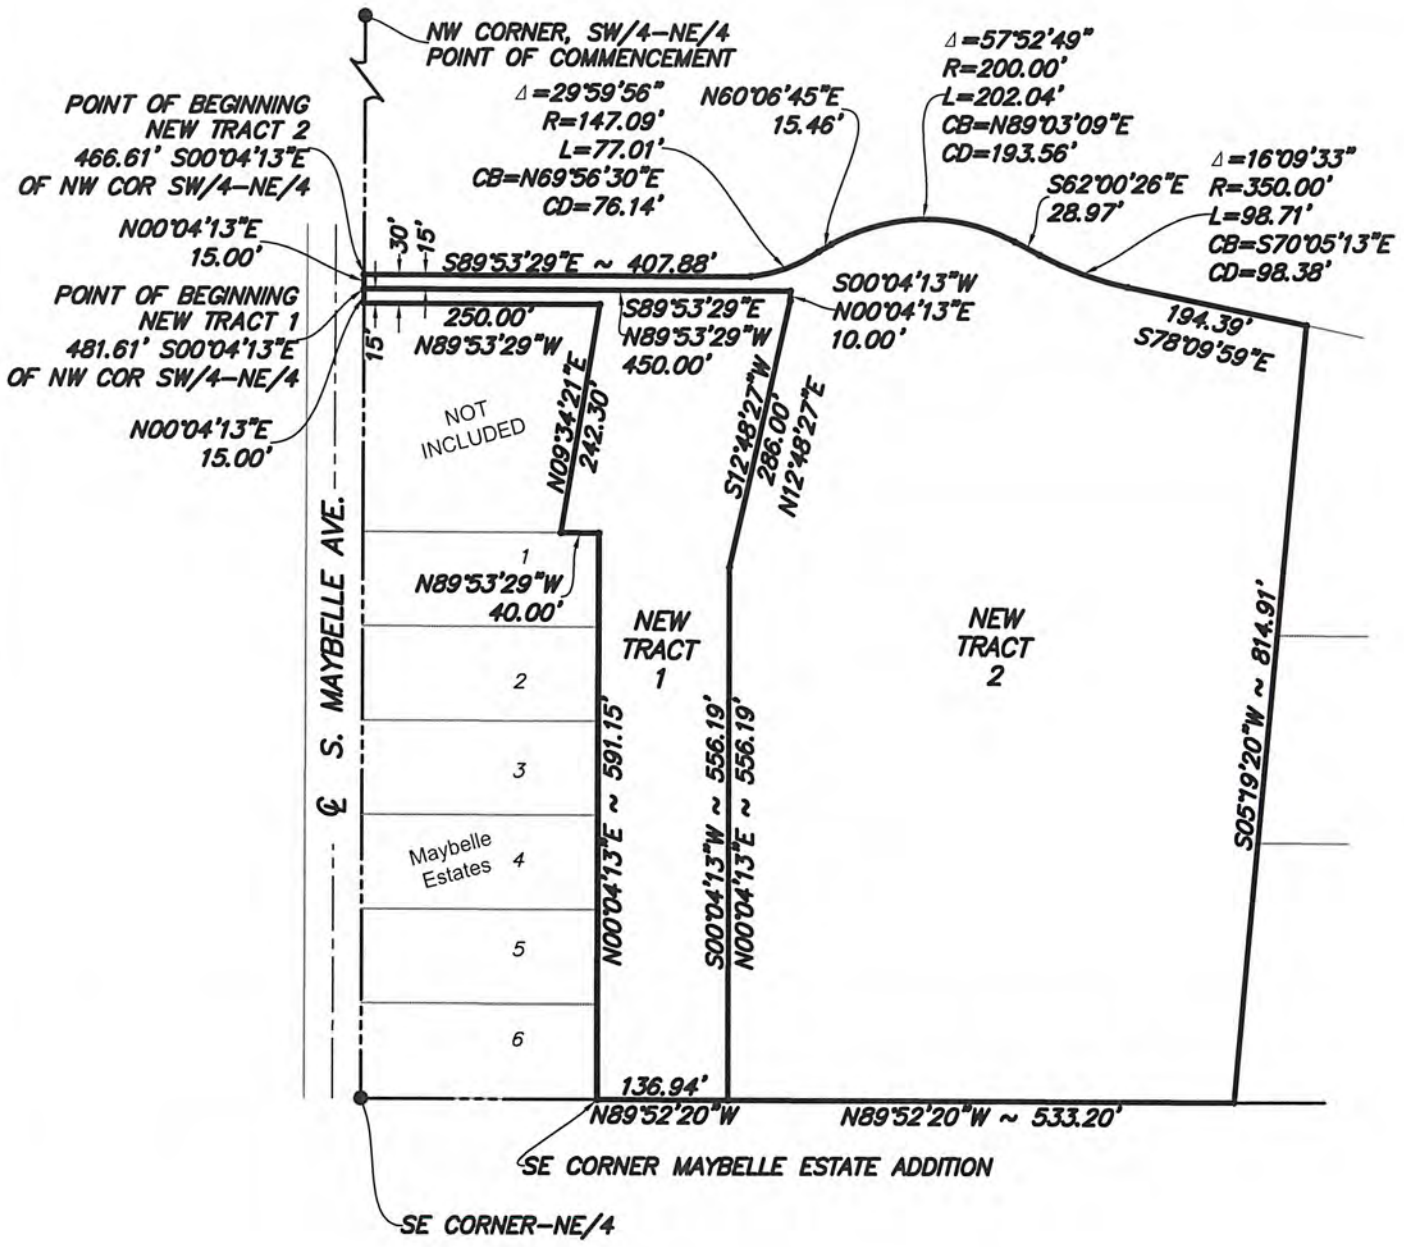 NW CORNER, SW/4-NE/4
POINT OF COMMENCEMENT
Δ=57°52'49"
R=200.00'
L=202.04'
CB=N89°03'09"E
CD=193.56'
Δ=29°59'56"
R=147.09'
L=77.01'
CB=N69°56'30"E
CD=76.14'
N60°06'45"E
15.46'
POINT OF BEGINNING
NEW TRACT 2
466.61' S00°04'13"E
OF NW COR SW/4-NE/4
Δ=16°09'33"
R=350.00'
L=98.71'
CB=S70°05'13"E
CD=98.38'
S62°00'26"E
28.97'
N00°04'13"E
15.00'
30'
15'
S89°53'29"E ~ 407.88'
POINT OF BEGINNING
NEW TRACT 1
481.61' S00°04'13"E
OF NW COR SW/4-NE/4
S00°04'13"W
N00°04'13"E
10.00'
S89°53'29"E
N89°53'29"W
450.00'
250.00'
N89°53'29"W
15'
194.39'
S78°09'59"E
N00°04'13"E
15.00'
NOT
INCLUDED
N09°34'21"E
242.30'
S12°48'27"W
286.00'
N12°48'27"E
1
N89°53'29"W
40.00'
℄ S. MAYBELLE AVE.
NEW
TRACT
1
NEW
TRACT
2
2
3
Maybelle
Estates
4
5
6
N00°04'13"E ~ 591.15'
S00°04'13"W ~ 556.19'
N00°04'13"E ~ 556.19'
S05°19'20"W ~ 814.91'
136.94'
N89°52'20"W
N89°52'20"W ~ 533.20'
SE CORNER MAYBELLE ESTATE ADDITION
SE CORNER-NE/4